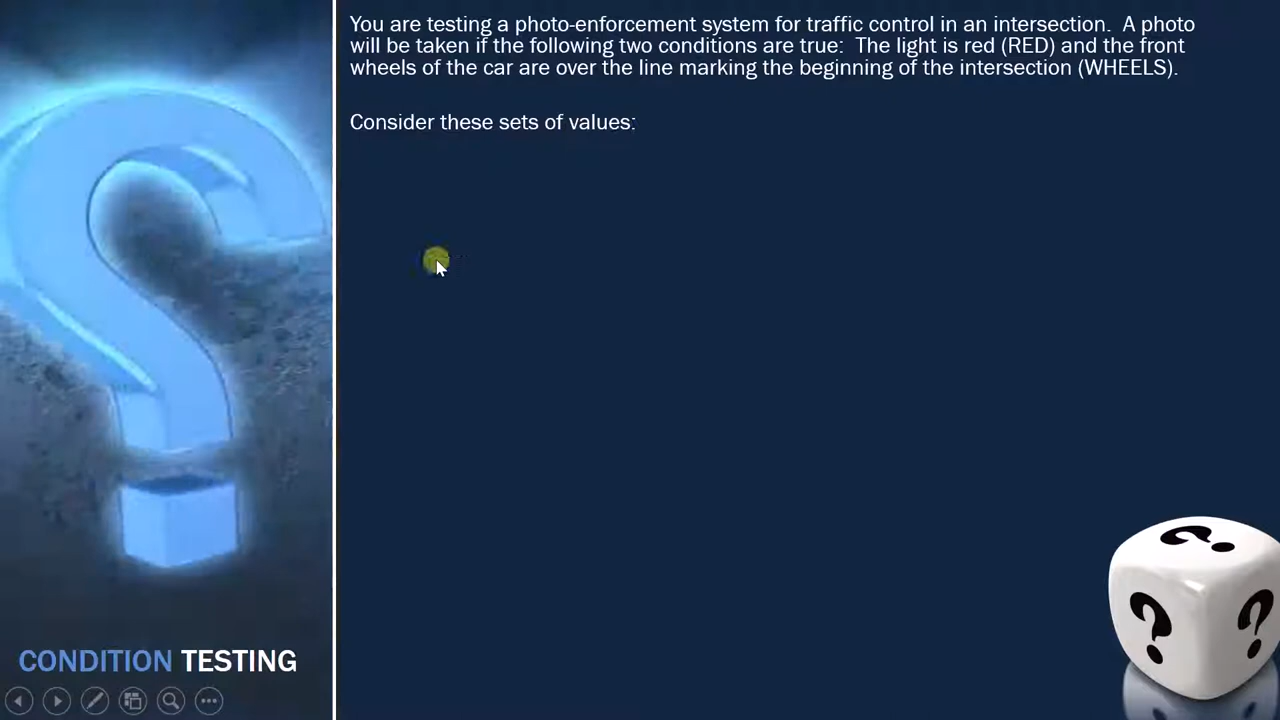 You are testing a photo-enforcement system for traffic control in an intersection.  A photo
will be taken if the following two conditions are true:  The light is red (RED) and the front
wheels of the car are over the line marking the beginning of the intersection (WHEELS).
Consider these sets of values:
CONDITION TESTING